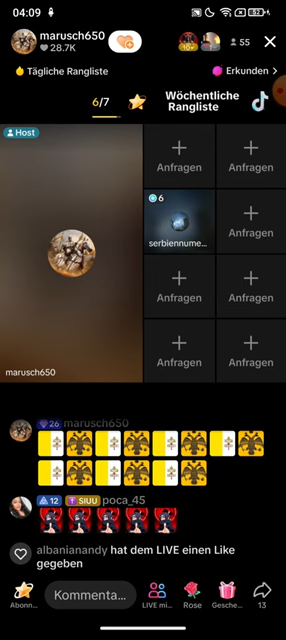 04:09
52
marusch650
28.7K
10+
55
Tägliche Rangliste
Erkunden >
6/7
Wöchentliche
Rangliste
Host
Anfragen
Anfragen
6
serbiennume...
Anfragen
Anfragen
Anfragen
Anfragen
Anfragen
marusch650
26 marusch650
12 SIUU poca_45
albanianandy hat dem LIVE einen Like
gegeben
Abonn...
Kommenta...
LIVE mi...
Rose
Gesche...
13